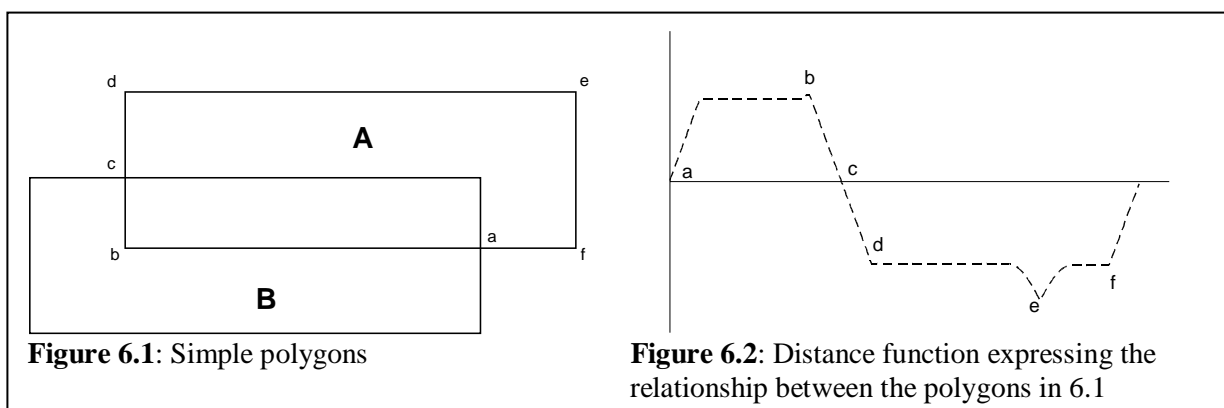 d
e
A
c
a
b
f
B
Figure 6.1: Simple polygons
b
a
c
d
e
f
Figure 6.2: Distance function expressing the
relationship between the polygons in 6.1